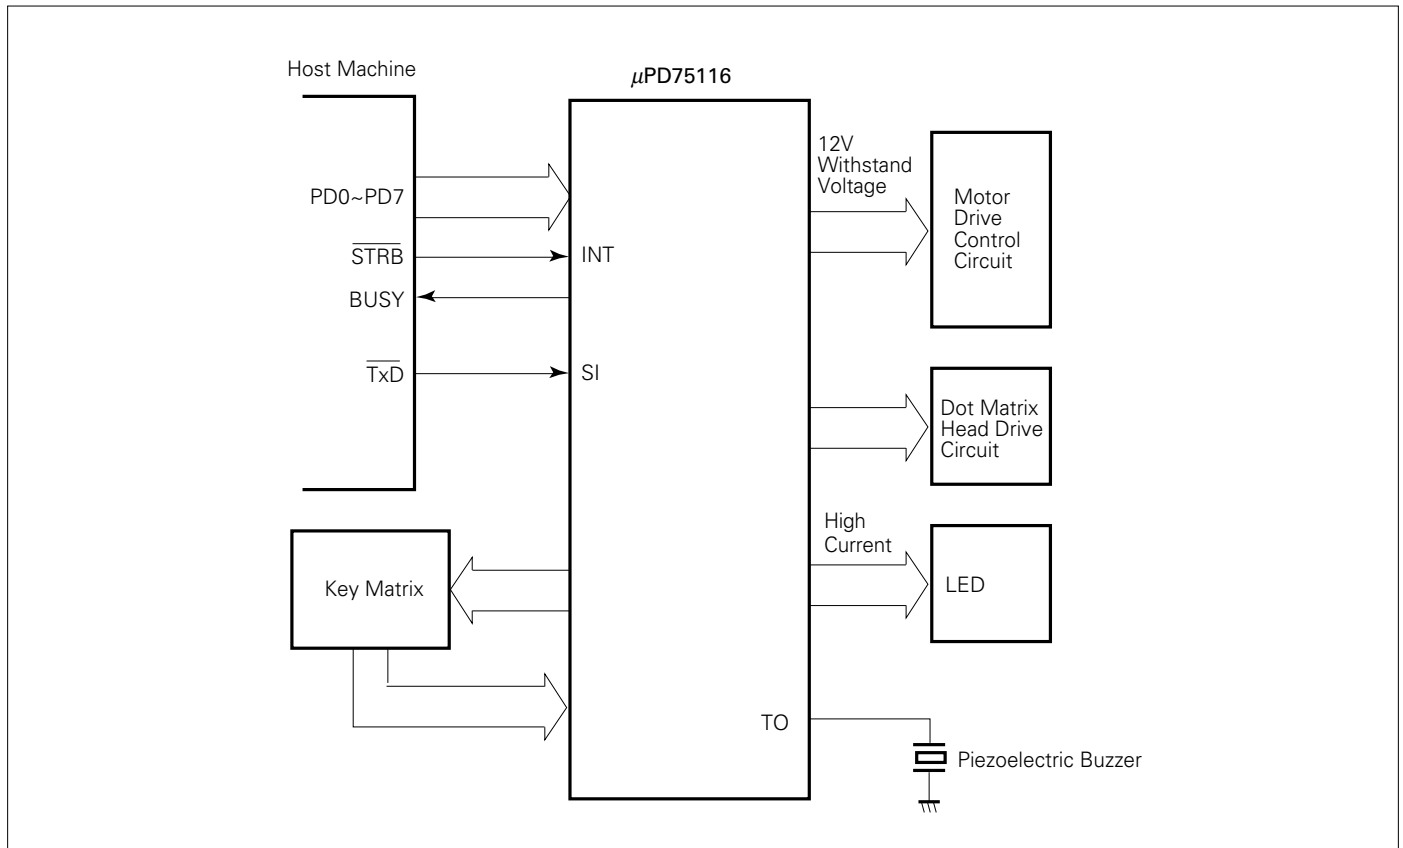 Host Machine
μPD75116
PD0~PD7
STRB
INT
BUSY
TxD
SI
12V
Withstand
Voltage
Motor
Drive
Control
Circuit
Dot Matrix
Head Drive
Circuit
High
Current
LED
Key Matrix
TO
Piezoelectric Buzzer